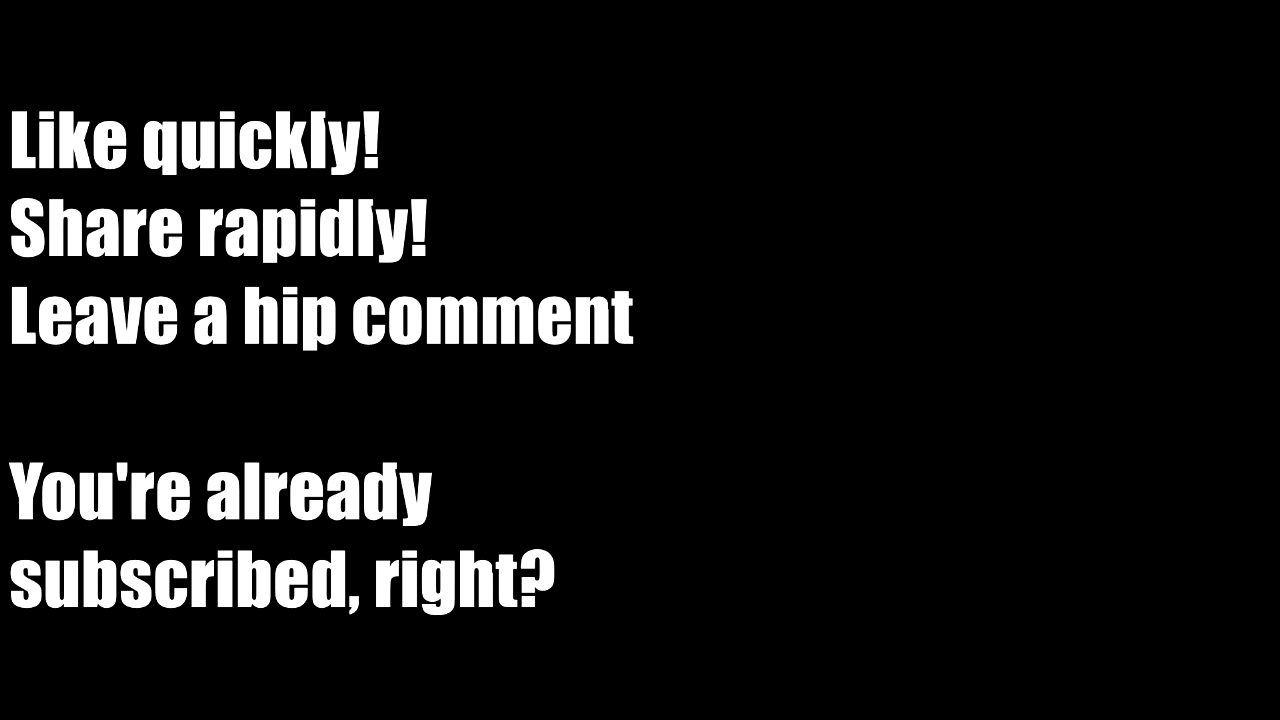 Like quickly!
Share rapidly!
Leave a hip comment
You're already
subscribed, right?